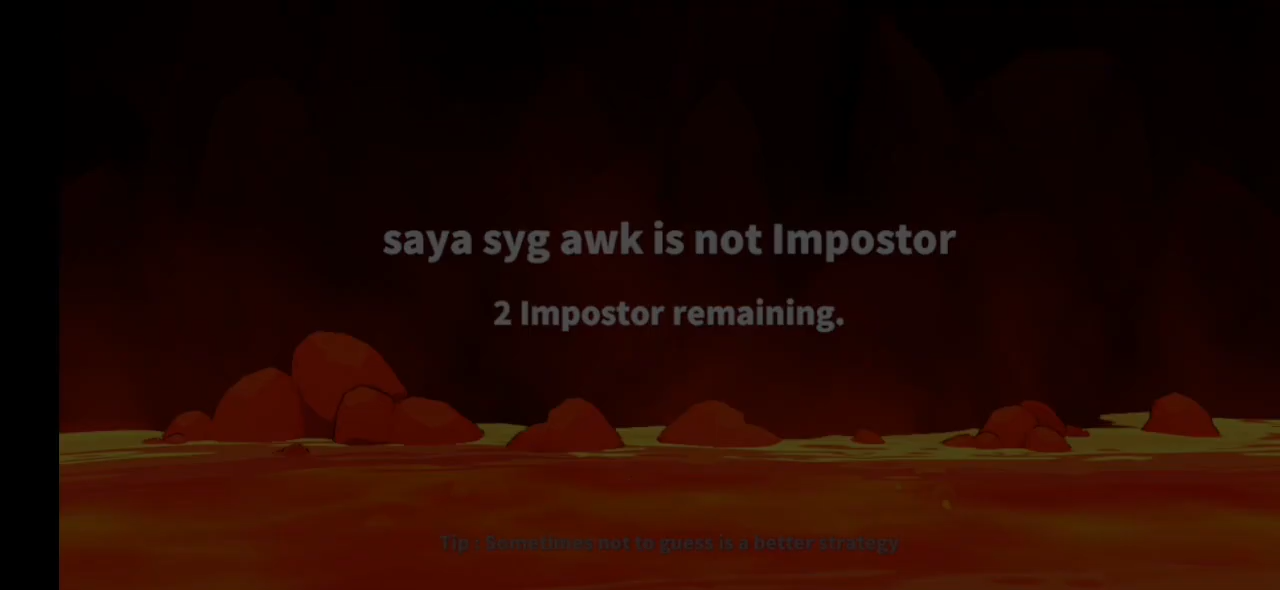 saya syg awk is not Impostor
2 Impostor remaining.
Tip : Sometimes not to guess is a better strategy